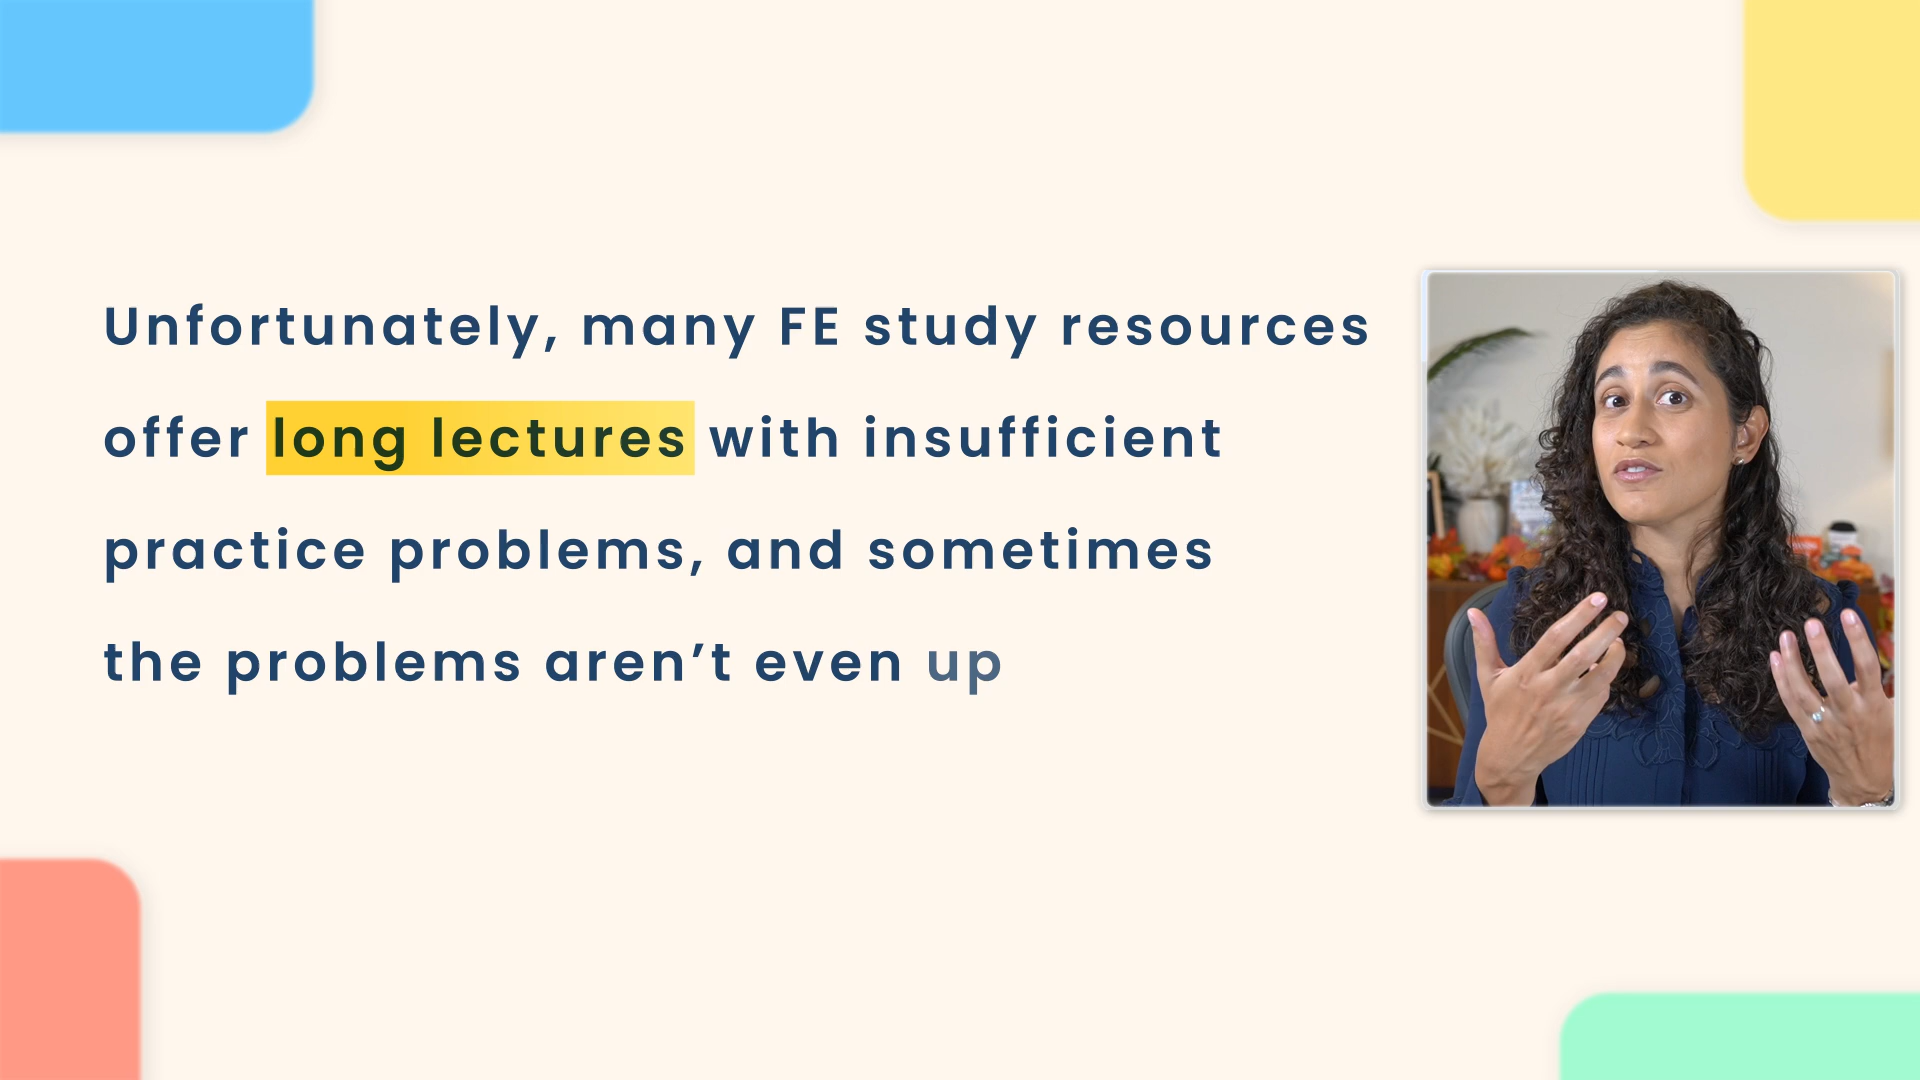 Unfortunately, many FE study resources
offer long lectures with insufficient
practice problems, and sometimes
the problems aren’t even up